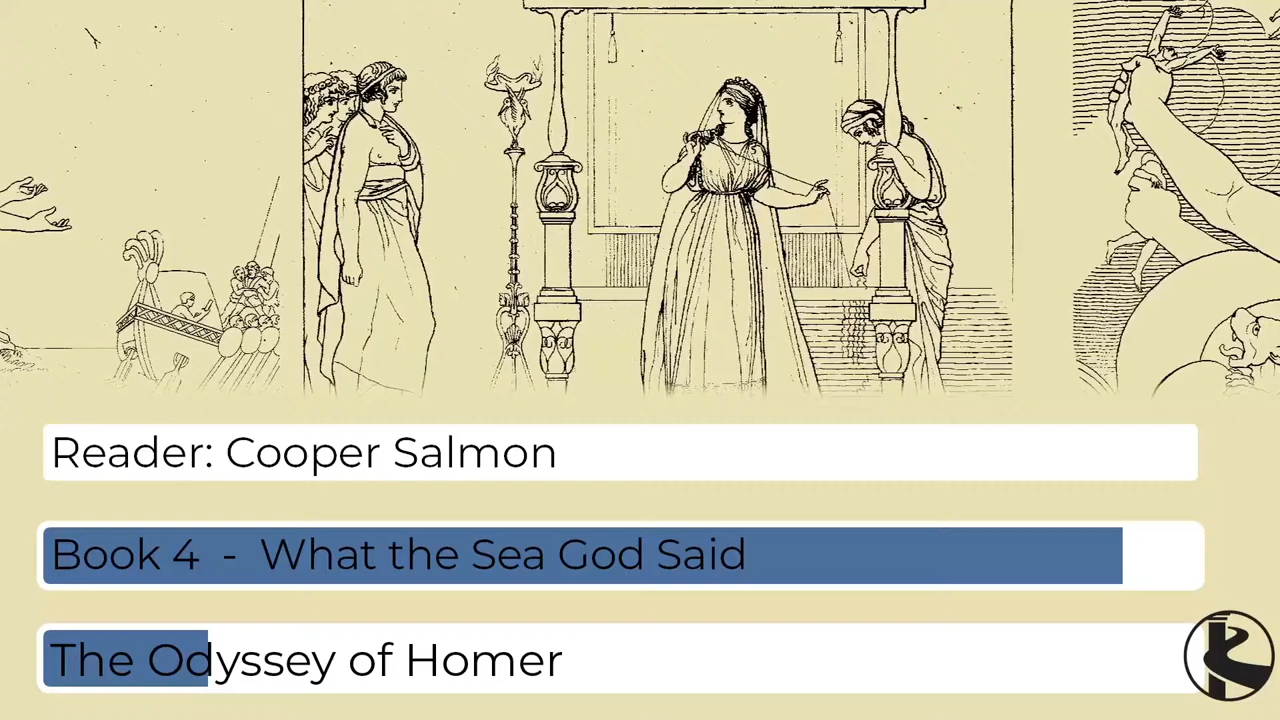 Reader: Cooper Salmon
Book 4 - What the Sea God Said
The Odyssey of Homer